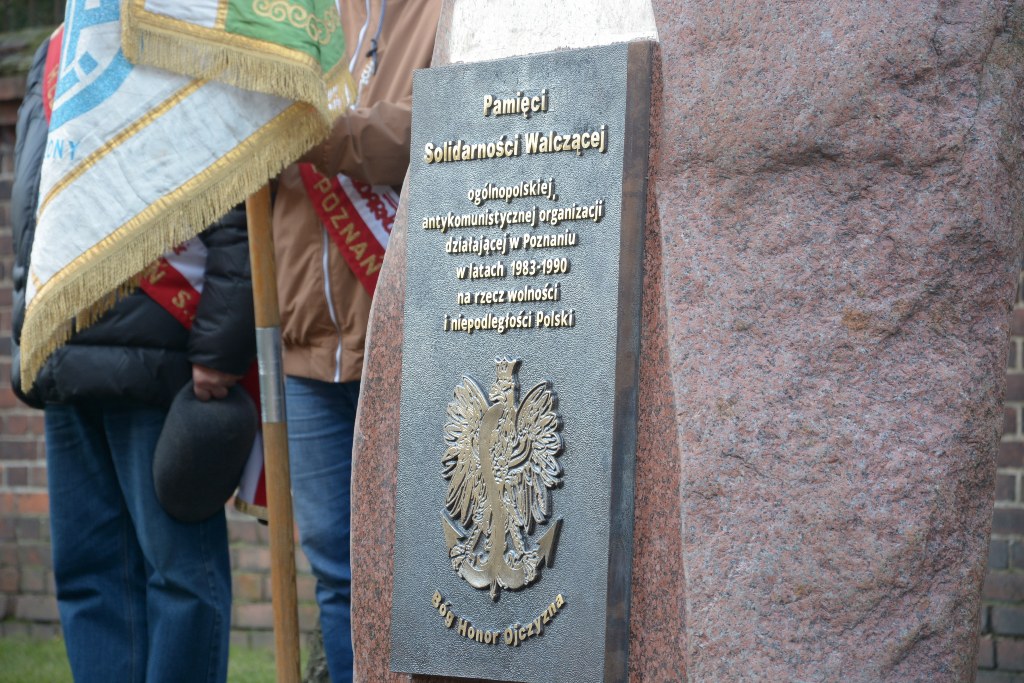 Pamięci
Solidarności Walczącej
ogólnopolskiej,
antykomunistycznej organizacji
działającej w Poznaniu
w latach 1983-1990
na rzecz wolności
i niepodległości Polski
Bóg Honor Ojczyzna
POZNAŃ